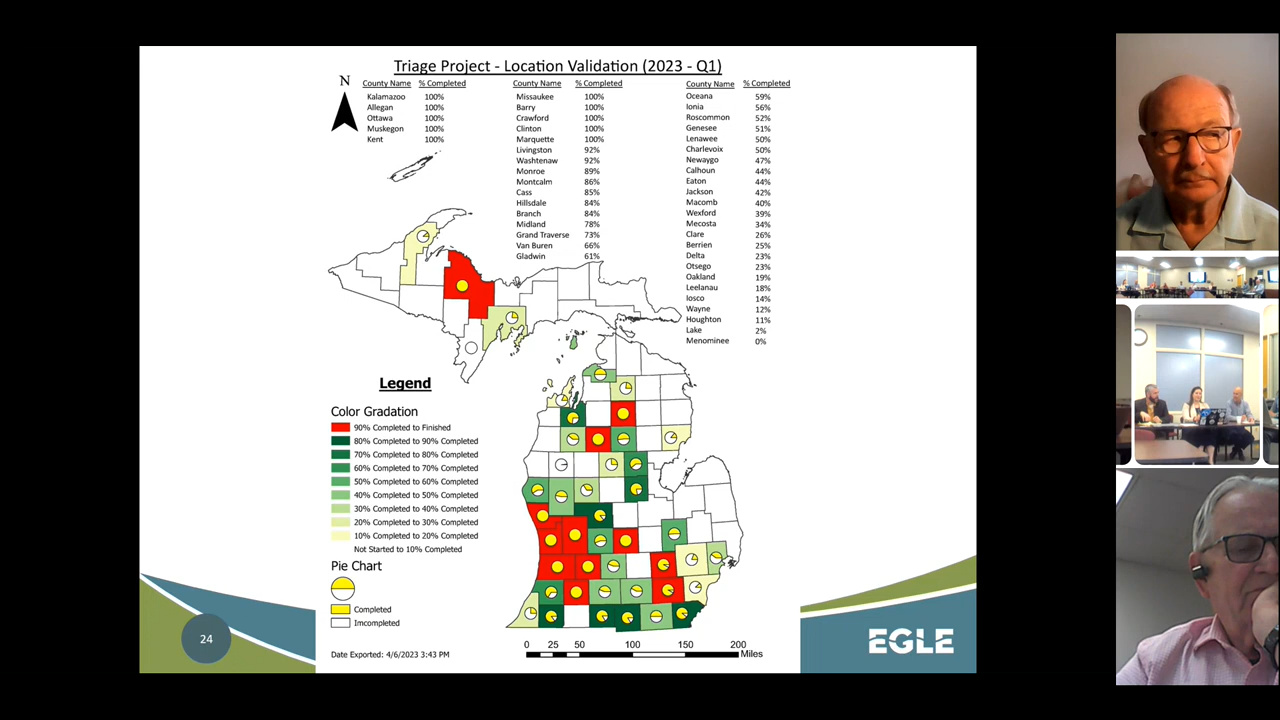 Triage Project - Location Validation (2023 - Q1)
N
County Name % Completed
Kalamazoo 100%
Allegan 100%
Ottawa 100%
Muskegon 100%
Kent 100%
County Name % Completed
Missaukee 100%
Barry 100%
Crawford 100%
Clinton 100%
Marquette 100%
Livingston 92%
Washtenaw 92%
Monroe 89%
Montcalm 86%
Cass 85%
Hillsdale 84%
Branch 84%
Midland 78%
Grand Traverse 73%
Van Buren 66%
Gladwin 61%
County Name % Completed
Oceana 59%
Ionia 56%
Roscommon 52%
Genesee 51%
Lenawee 50%
Charlevoix 50%
Newaygo 47%
Calhoun 44%
Eaton 44%
Jackson 42%
Macomb 40%
Wexford 39%
Mecosta 34%
Clare 26%
Berrien 25%
Delta 23%
Otsego 23%
Oakland 19%
Leelanau 18%
Iosco 14%
Wayne 12%
Houghton 11%
Lake 2%
Menominee 0%
Legend
Color Gradation
90% Completed to Finished
80% Completed to 90% Completed
70% Completed to 80% Completed
60% Completed to 70% Completed
50% Completed to 60% Completed
40% Completed to 50% Completed
30% Completed to 40% Completed
20% Completed to 30% Completed
10% Completed to 20% Completed
Not Started to 10% Completed
Pie Chart
Completed
Imcompleted
Date Exported: 4/6/2023 3:43 PM
0 25 50 100 150 200
Miles
24
EGLE